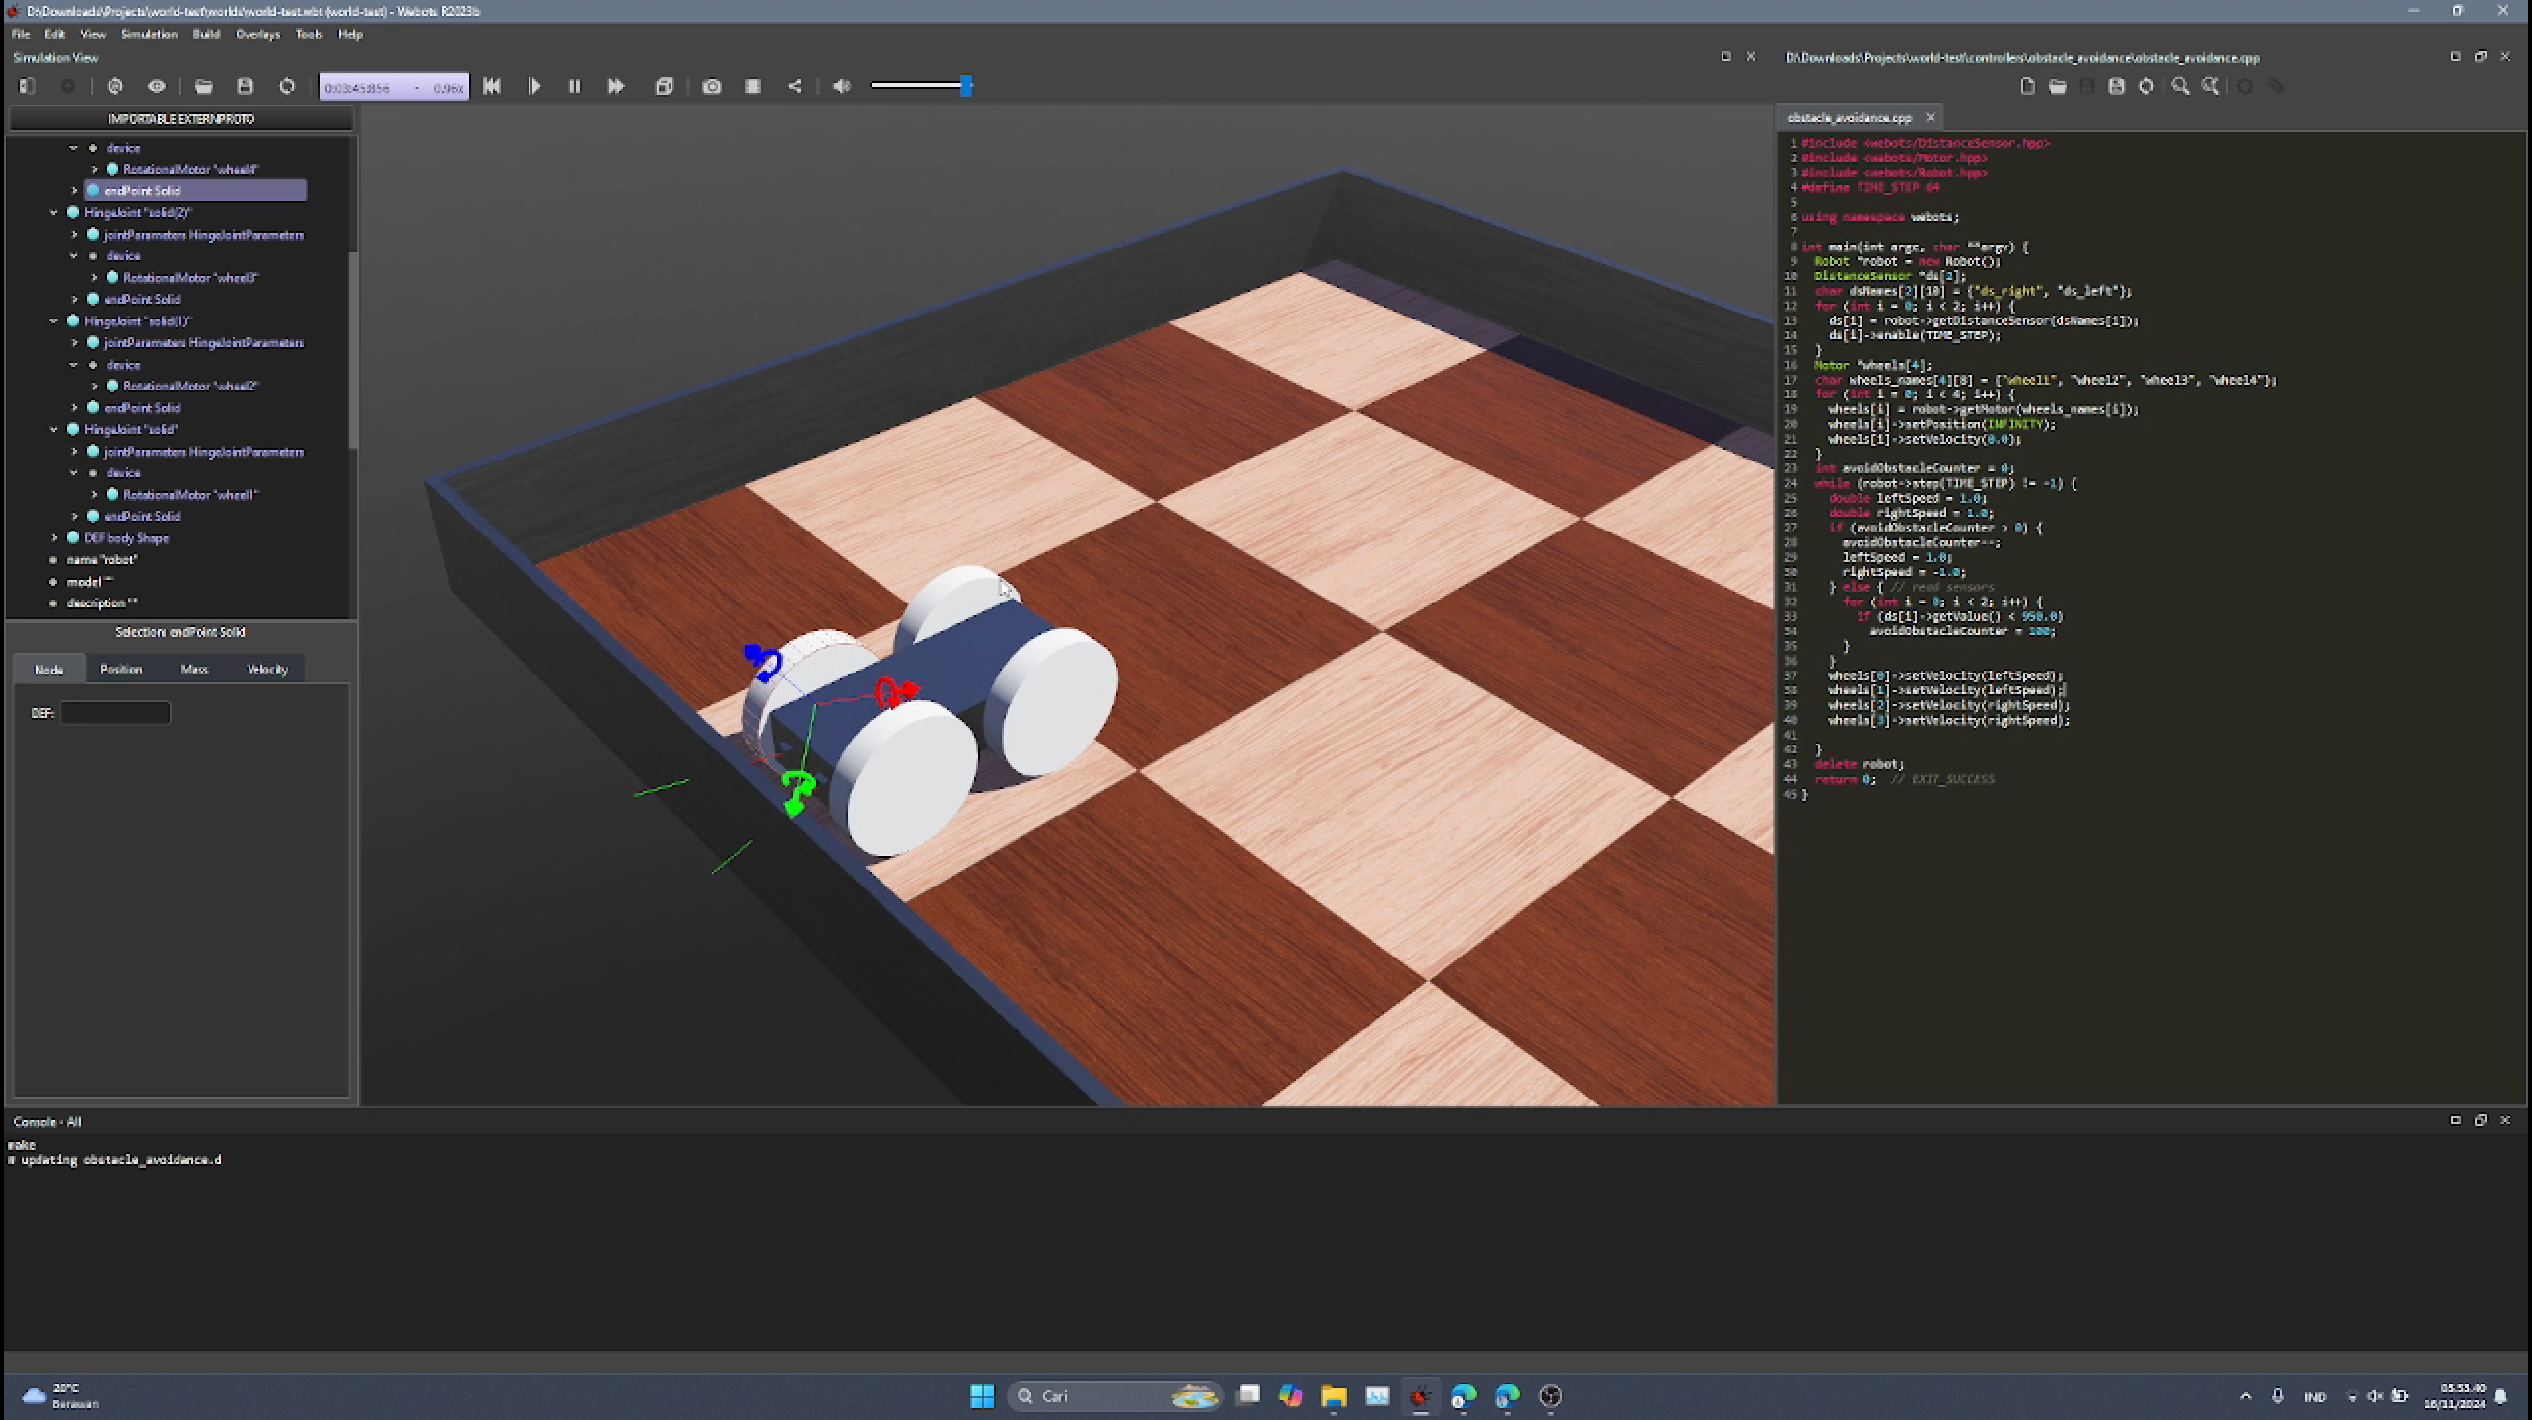 D:\Downloads\Projects\world-test\worlds\world-test.wbt (world-test) - Webots R2023b
File Edit View Simulation Build Overlays Tools Help
Simulation View
0:03:45:856 - 0.96x
IMPORTABLE EXTERNPROTO
device
RotationalMotor "wheel4"
endPoint Solid
HingeJoint "solid(2)"
jointParameters HingeJointParameters
device
RotationalMotor "wheel3"
endPoint Solid
HingeJoint "solid(1)"
jointParameters HingeJointParameters
device
RotationalMotor "wheel2"
endPoint Solid
HingeJoint "solid"
jointParameters HingeJointParameters
device
RotationalMotor "wheel1"
endPoint Solid
DEF body Shape
name "robot"
model ""
description ""
Selection: endPoint Solid
Node Position Mass Velocity
DEF:
D:\Downloads\Projects\world-test\controllers\obstacle_avoidance\obstacle_avoidance.cpp
obstacle_avoidance.cpp
1 #include <webots/DistanceSensor.hpp>
2 #include <webots/Motor.hpp>
3 #include <webots/Robot.hpp>
4 #define TIME_STEP 64
5
6 using namespace webots;
7
8 int main(int argc, char **argv) {
9 Robot *robot = new Robot();
10 DistanceSensor *ds[2];
11 char dsNames[2][10] = {"ds_right", "ds_left"};
12 for (int i = 0; i < 2; i++) {
13 ds[i] = robot->getDistanceSensor(dsNames[i]);
14 ds[i]->enable(TIME_STEP);
15 }
16 Motor *wheels[4];
17 char wheels_names[4][8] = {"wheel1", "wheel2", "wheel3", "wheel4"};
18 for (int i = 0; i < 4; i++) {
19 wheels[i] = robot->getMotor(wheels_names[i]);
20 wheels[i]->setPosition(INFINITY);
21 wheels[i]->setVelocity(0.0);
22 }
23 int avoidObstacleCounter = 0;
24 while (robot->step(TIME_STEP) != -1) {
25 double leftSpeed = 1.0;
26 double rightSpeed = 1.0;
27 if (avoidObstacleCounter > 0) {
28 avoidObstacleCounter--;
29 leftSpeed = 1.0;
30 rightSpeed = -1.0;
31 } else { // read sensors
32 for (int i = 0; i < 2; i++) {
33 if (ds[i]->getValue() < 950.0)
34 avoidObstacleCounter = 100;
35 }
36 }
37 wheels[0]->setVelocity(leftSpeed);
38 wheels[1]->setVelocity(leftSpeed);
39 wheels[2]->setVelocity(rightSpeed);
40 wheels[3]->setVelocity(rightSpeed);
41
42 }
43 delete robot;
44 return 0; // EXIT_SUCCESS
45 }
Console - All
make
# updating obstacle_avoidance.d
20°C
Berawan
Cari
IND
05.53.40
16/11/2024